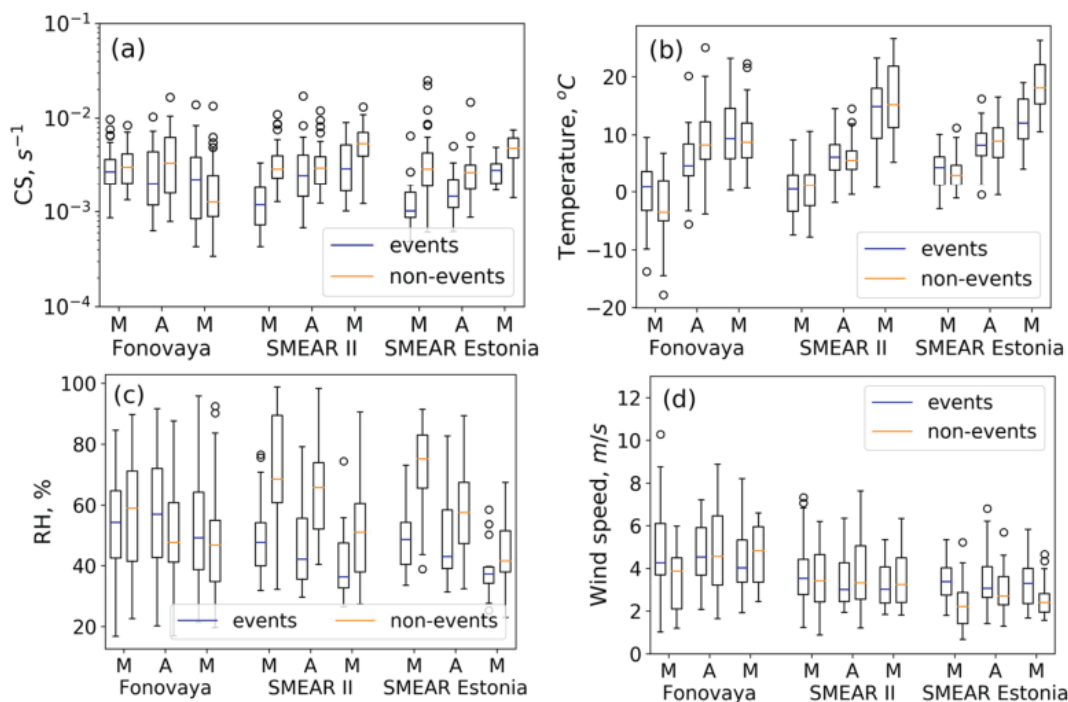 (a)
CS, s⁻¹
10⁻¹
10⁻²
10⁻³
10⁻⁴
events
non-events
M A M M A M M A M
Fonovaya SMEAR II SMEAR Estonia
(b)
Temperature, °C
20
10
0
−10
−20
events
non-events
M A M M A M M A M
Fonovaya SMEAR II SMEAR Estonia
(c)
RH, %
100
80
60
40
20
events non-events
M A M M A M M A M
Fonovaya SMEAR II SMEAR Estonia
(d)
Wind speed, m/s
12
10
8
6
4
2
0
events
non-events
M A M M A M M A M
Fonovaya SMEAR II SMEAR Estonia